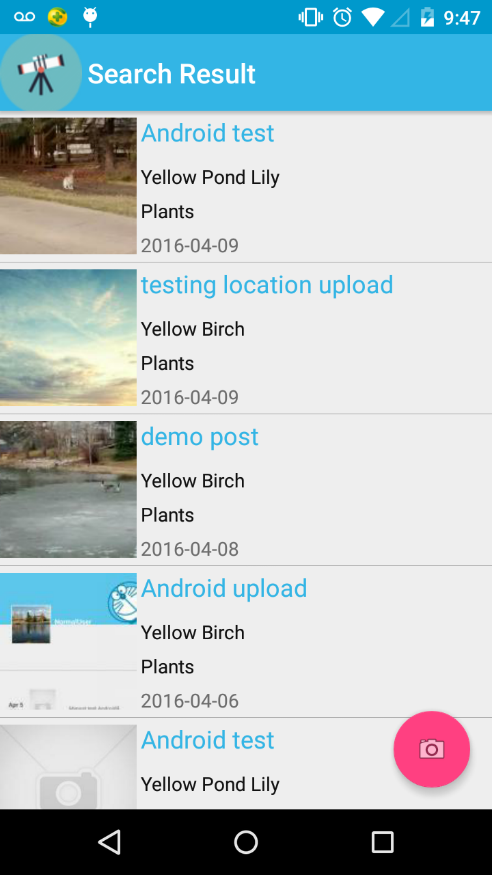 9:47
Search Result
Android test
Yellow Pond Lily
Plants
2016-04-09
testing location upload
Yellow Birch
Plants
2016-04-09
demo post
Yellow Birch
Plants
2016-04-08
Android upload
Yellow Birch
Plants
2016-04-06
NormalUser
Apr 5
Android test
Yellow Pond Lily